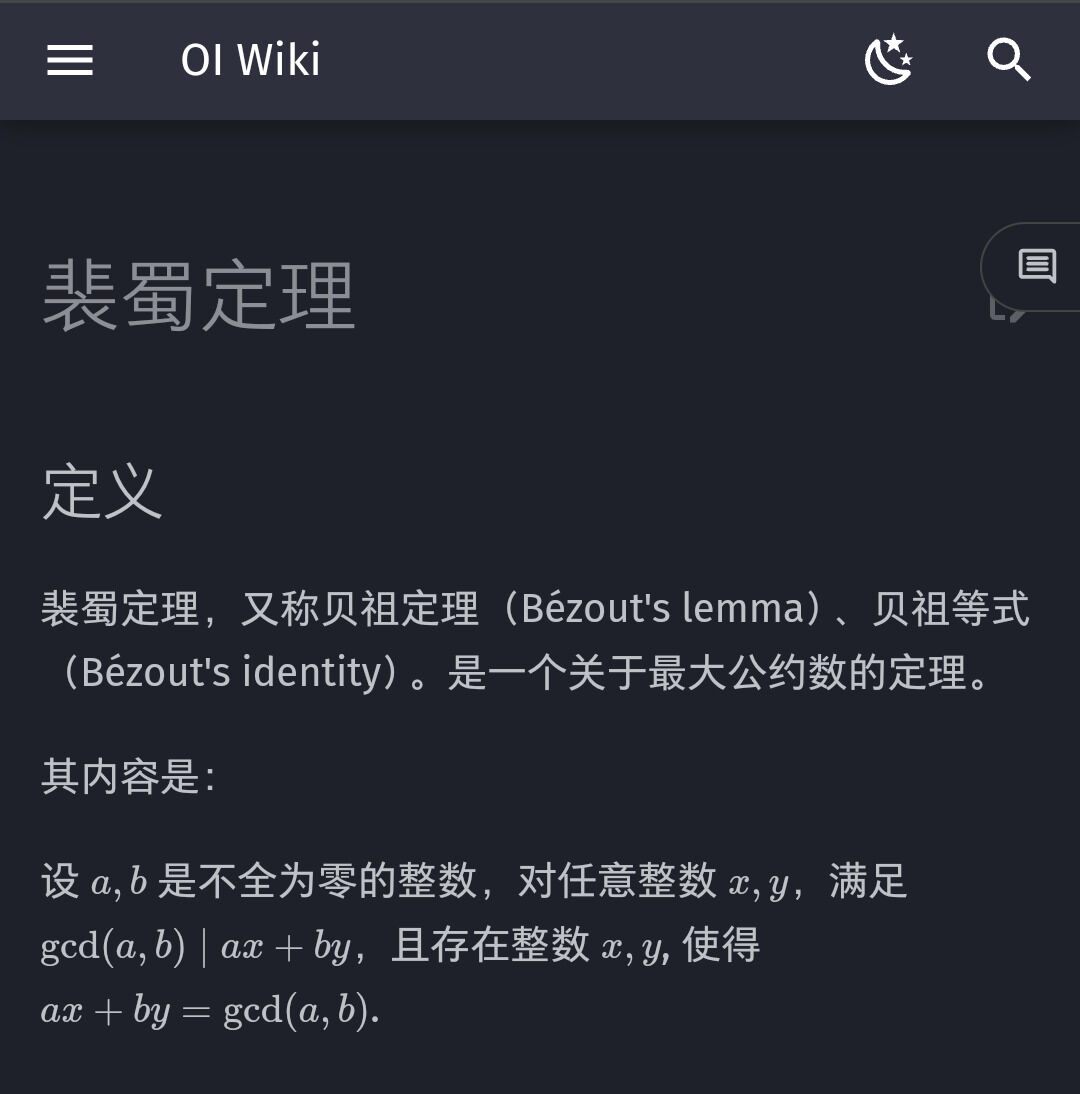 OI Wiki
裴蜀定理
定义
裴蜀定理，又称贝祖定理（Bézout's lemma）、贝祖等式
（Bézout's identity）。是一个关于最大公约数的定理。
其内容是：
设 a, b 是不全为零的整数，对任意整数 x, y，满足
gcd(a, b) | ax + by，且存在整数 x, y, 使得
ax + by = gcd(a, b).